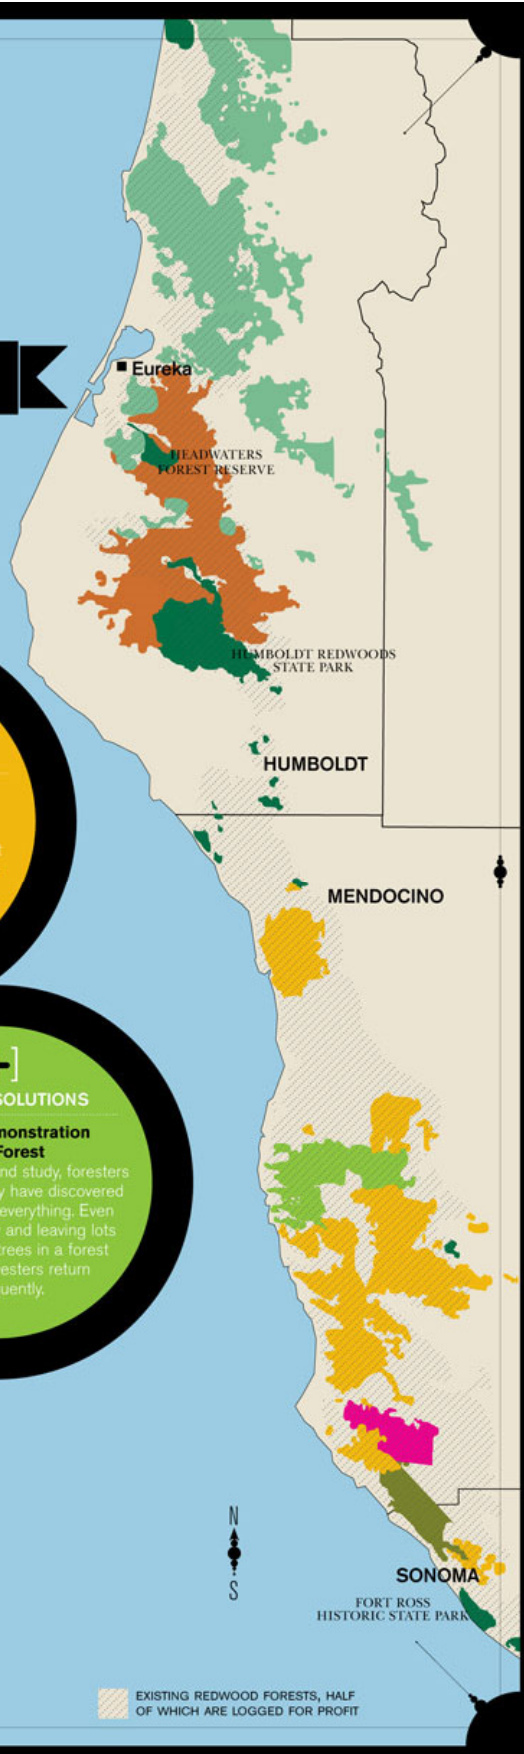 Eureka
HEADWATERS
FOREST RESERVE
HUMBOLDT REDWOODS
STATE PARK
HUMBOLDT
MENDOCINO
]
SOLUTIONS
monstration
Forest
nd study, foresters
y have discovered
everything. Even
and leaving lots
trees in a forest
esters return
uently.
N
S
SONOMA
FORT ROSS
HISTORIC STATE PARK
EXISTING REDWOOD FORESTS, HALF
OF WHICH ARE LOGGED FOR PROFIT